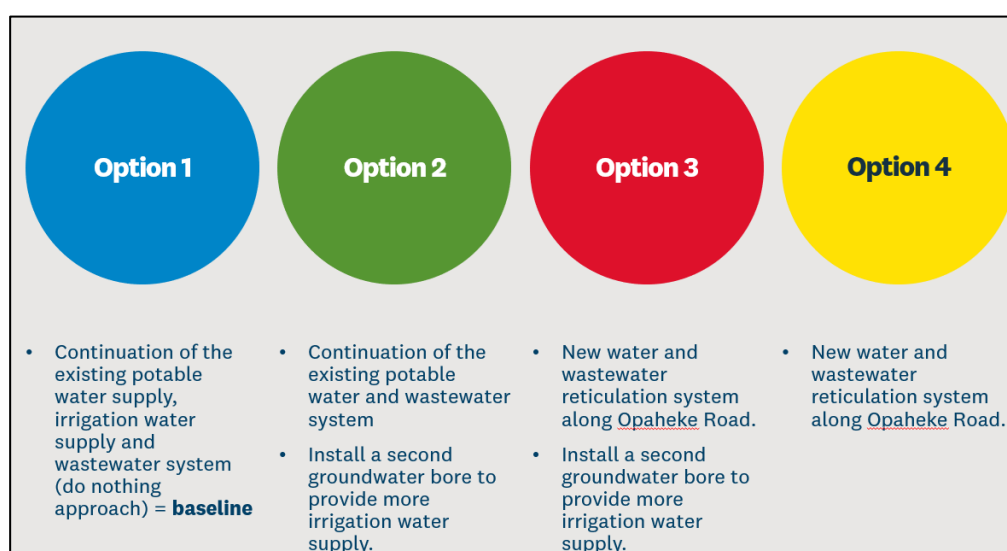 Option 1
Option 2
Option 3
Option 4
• Continuation of the
existing potable
water supply,
irrigation water
supply and
wastewater system
(do nothing
approach) = baseline
• Continuation of the
existing potable
water and wastewater
system
• Install a second
groundwater bore to
provide more
irrigation water
supply.
• New water and
wastewater
reticulation system
along Opaheke Road.
• Install a second
groundwater bore to
provide more
irrigation water
supply.
• New water and
wastewater
reticulation system
along Opaheke Road.